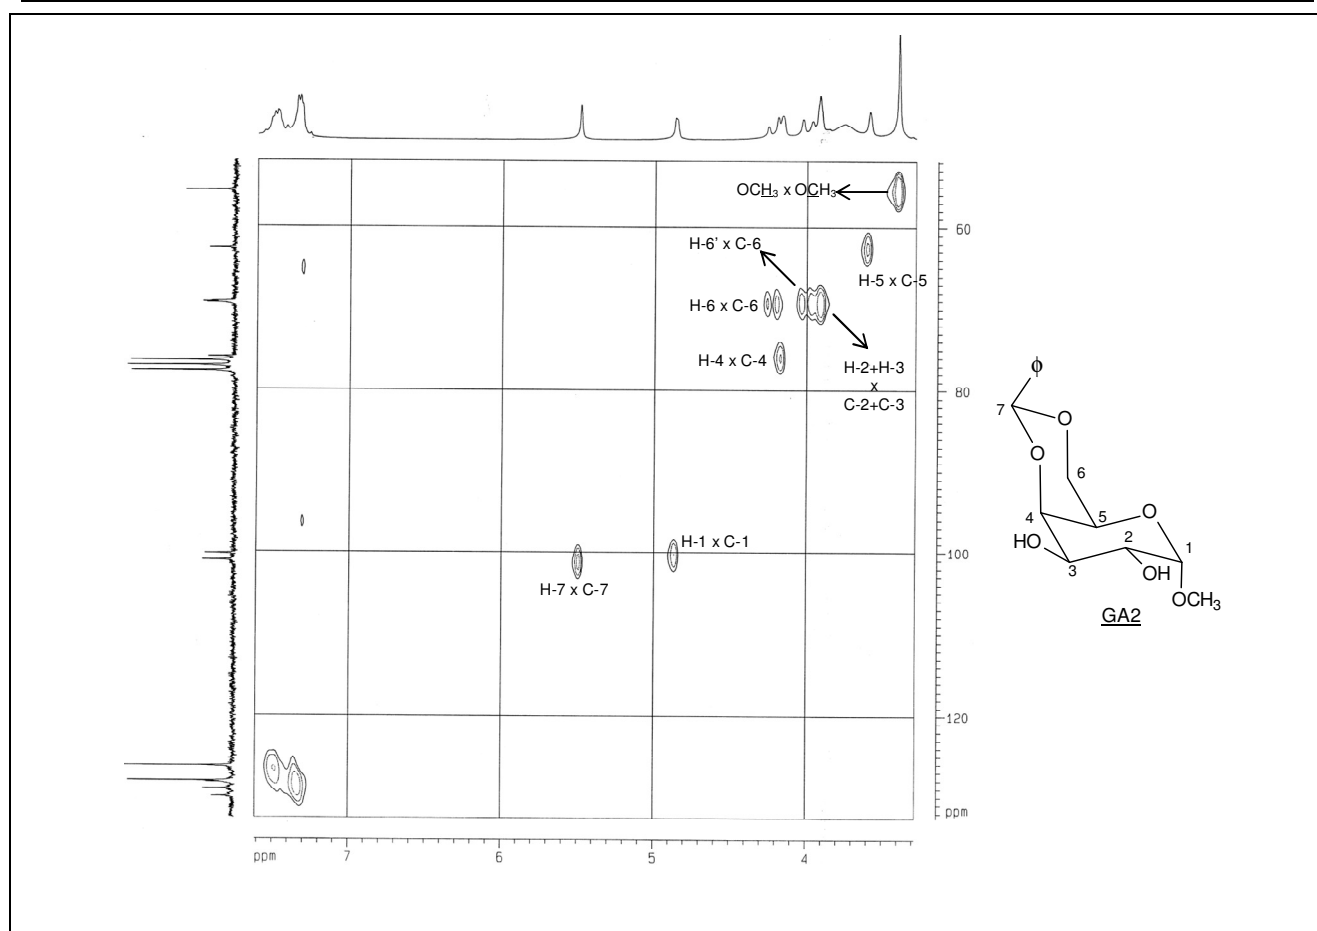 OCH3 x OCH3
60
H-6' x C-6
H-5 x C-5
H-6 x C-6
H-4 x C-4
H-2+H-3
x
C-2+C-3
80
ϕ
7
O
O
6
4
5
O
HO
2
1
H-1 x C-1
100
3
OH
H-7 x C-7
OCH3
GA2
120
ppm
ppm
7
6
5
4